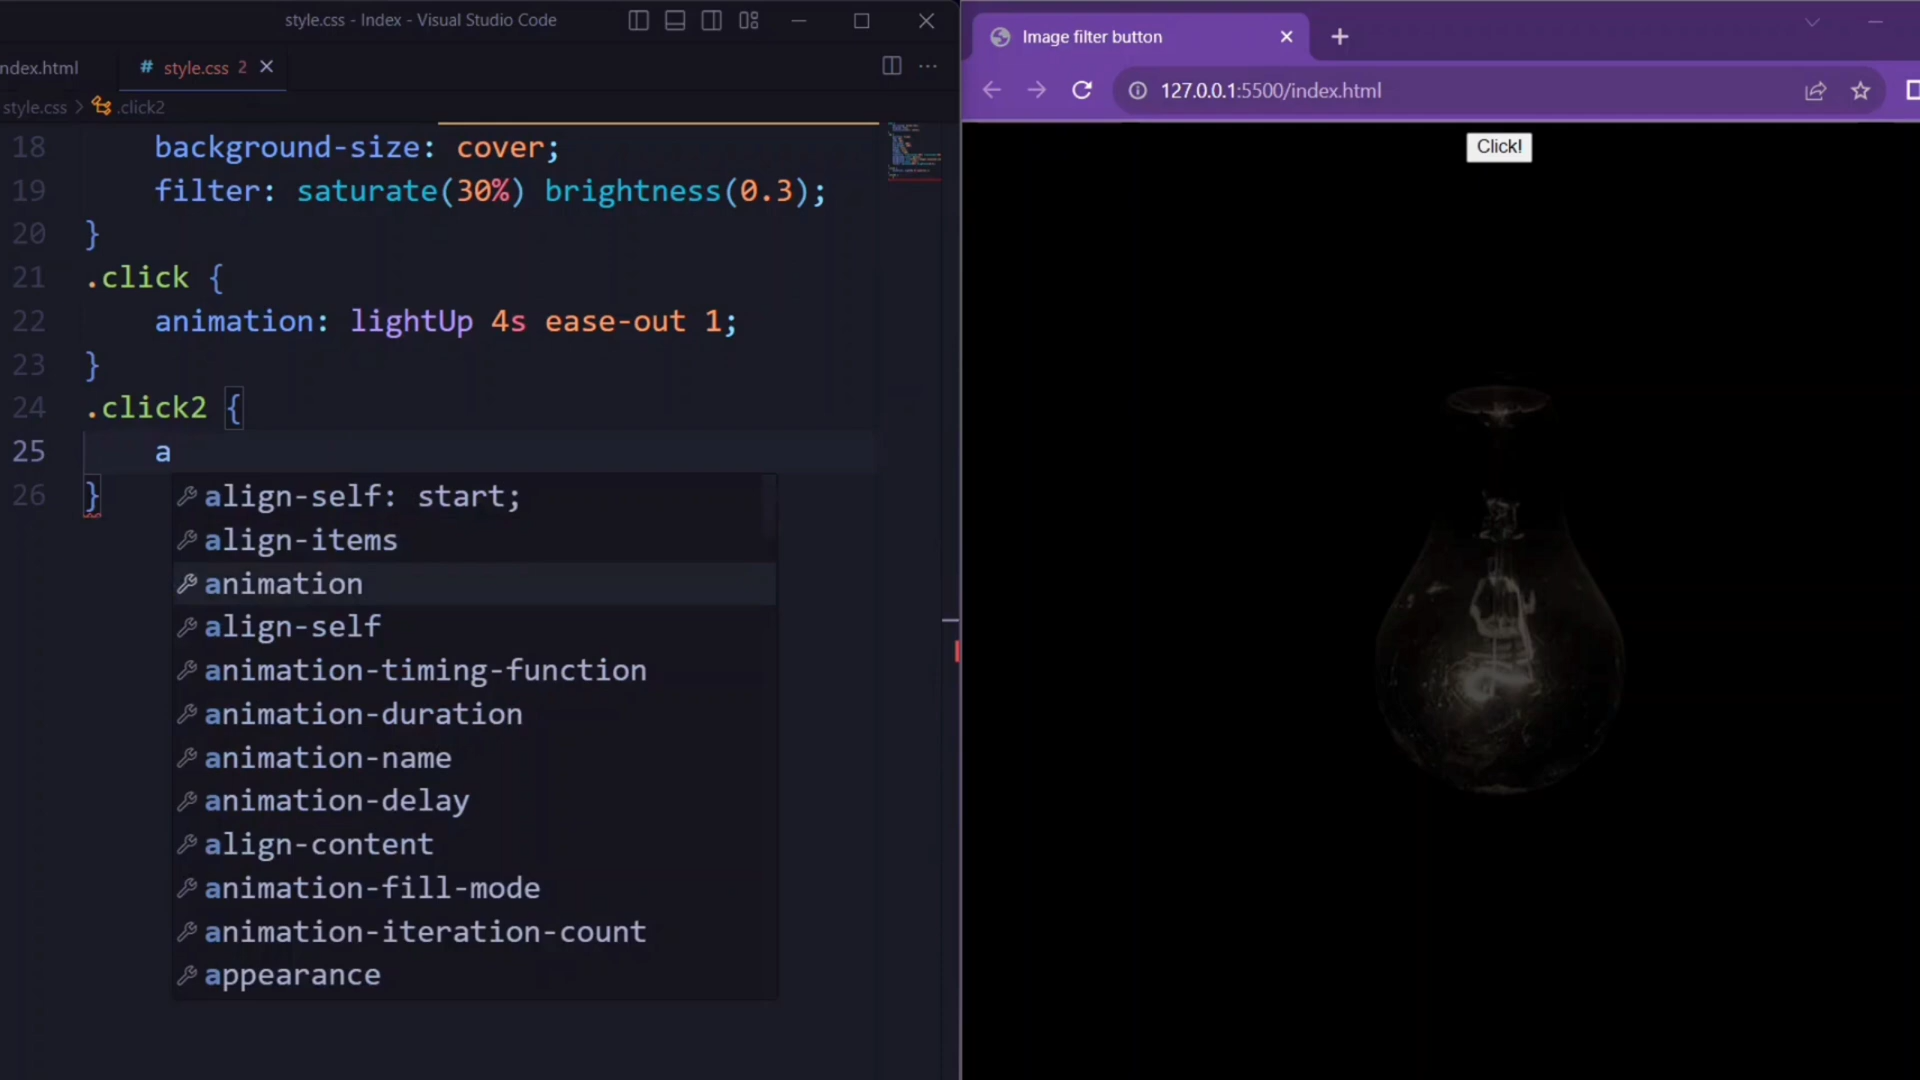 style.css - Index - Visual Studio Code
ndex.html
# style.css 2
style.css > .click2
18 background-size: cover;
19 filter: saturate(30%) brightness(0.3);
20 }
21 .click {
22 animation: lightUp 4s ease-out 1;
23 }
24 .click2 {
25 a
26 }
align-self: start;
align-items
animation
align-self
animation-timing-function
animation-duration
animation-name
animation-delay
align-content
animation-fill-mode
animation-iteration-count
appearance
Image filter button
127.0.0.1:5500/index.html
Click!